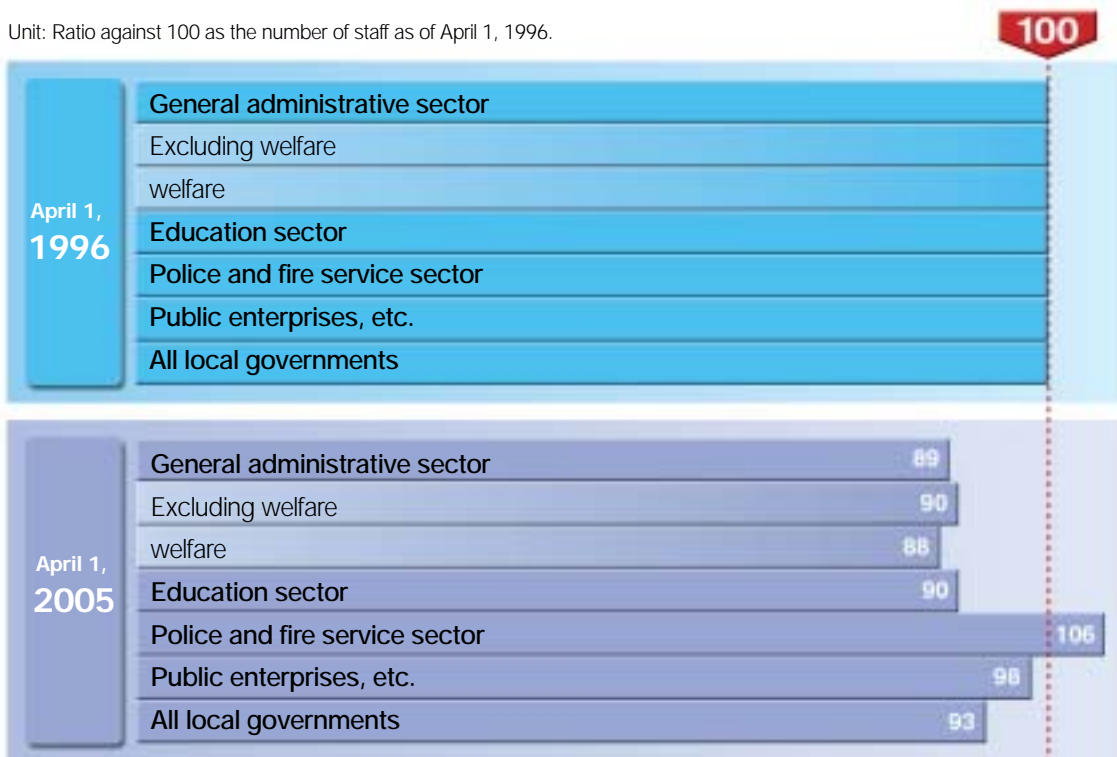 Unit: Ratio against 100 as the number of staff as of April 1, 1996.
100
April 1,
1996
General administrative sector
Excluding welfare
welfare
Education sector
Police and fire service sector
Public enterprises, etc.
All local governments
April 1,
2005
General administrative sector 89
Excluding welfare 90
welfare 88
Education sector 90
Police and fire service sector 106
Public enterprises, etc. 98
All local governments 93